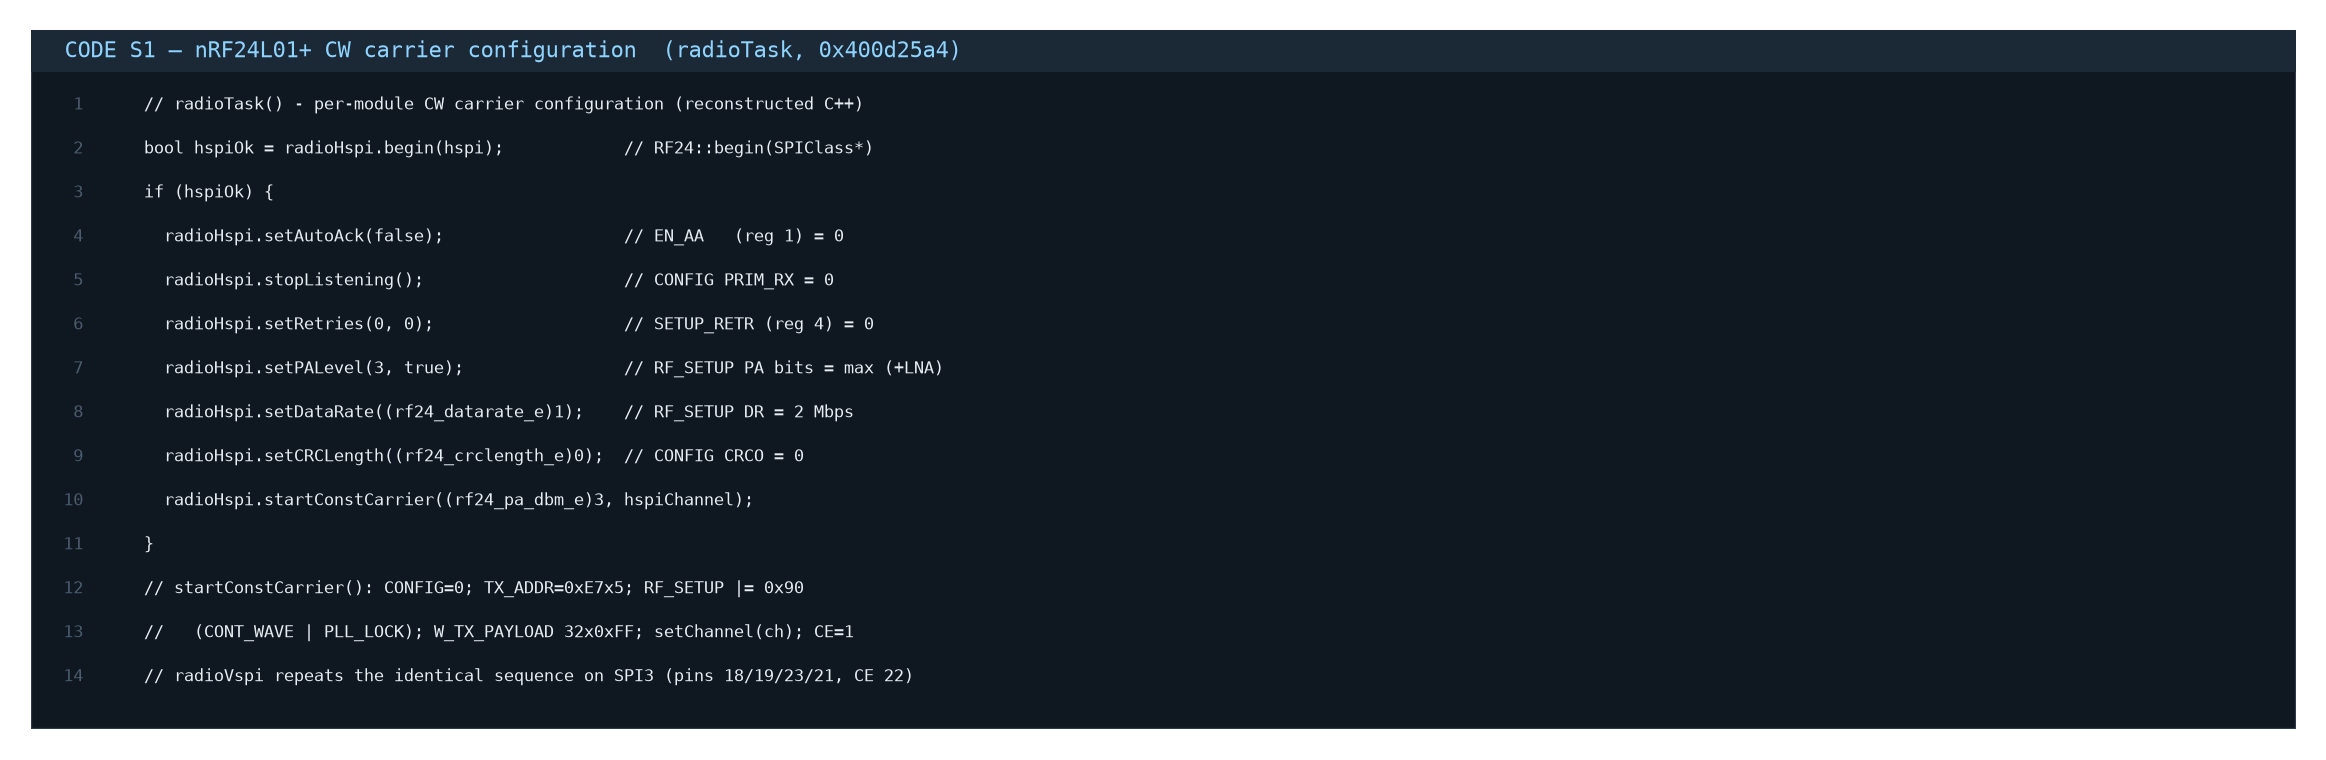 CODE S1 — nRF24L01+ CW carrier configuration  (radioTask, 0x400d25a4)
1 // radioTask() - per-module CW carrier configuration (reconstructed C++)
2 bool hspiOk = radioHspi.begin(hspi);            // RF24::begin(SPIClass*)
3 if (hspiOk) {
4   radioHspi.setAutoAck(false);                  // EN_AA   (reg 1) = 0
5   radioHspi.stopListening();                    // CONFIG PRIM_RX = 0
6   radioHspi.setRetries(0, 0);                   // SETUP_RETR (reg 4) = 0
7   radioHspi.setPALevel(3, true);                // RF_SETUP PA bits = max (+LNA)
8   radioHspi.setDataRate((rf24_datarate_e)1);    // RF_SETUP DR = 2 Mbps
9   radioHspi.setCRCLength((rf24_crclength_e)0);  // CONFIG CRCO = 0
10   radioHspi.startConstCarrier((rf24_pa_dbm_e)3, hspiChannel);
11 }
12 // startConstCarrier(): CONFIG=0; TX_ADDR=0xE7x5; RF_SETUP |= 0x90
13 //   (CONT_WAVE | PLL_LOCK); W_TX_PAYLOAD 32x0xFF; setChannel(ch); CE=1
14 // radioVspi repeats the identical sequence on SPI3 (pins 18/19/23/21, CE 22)